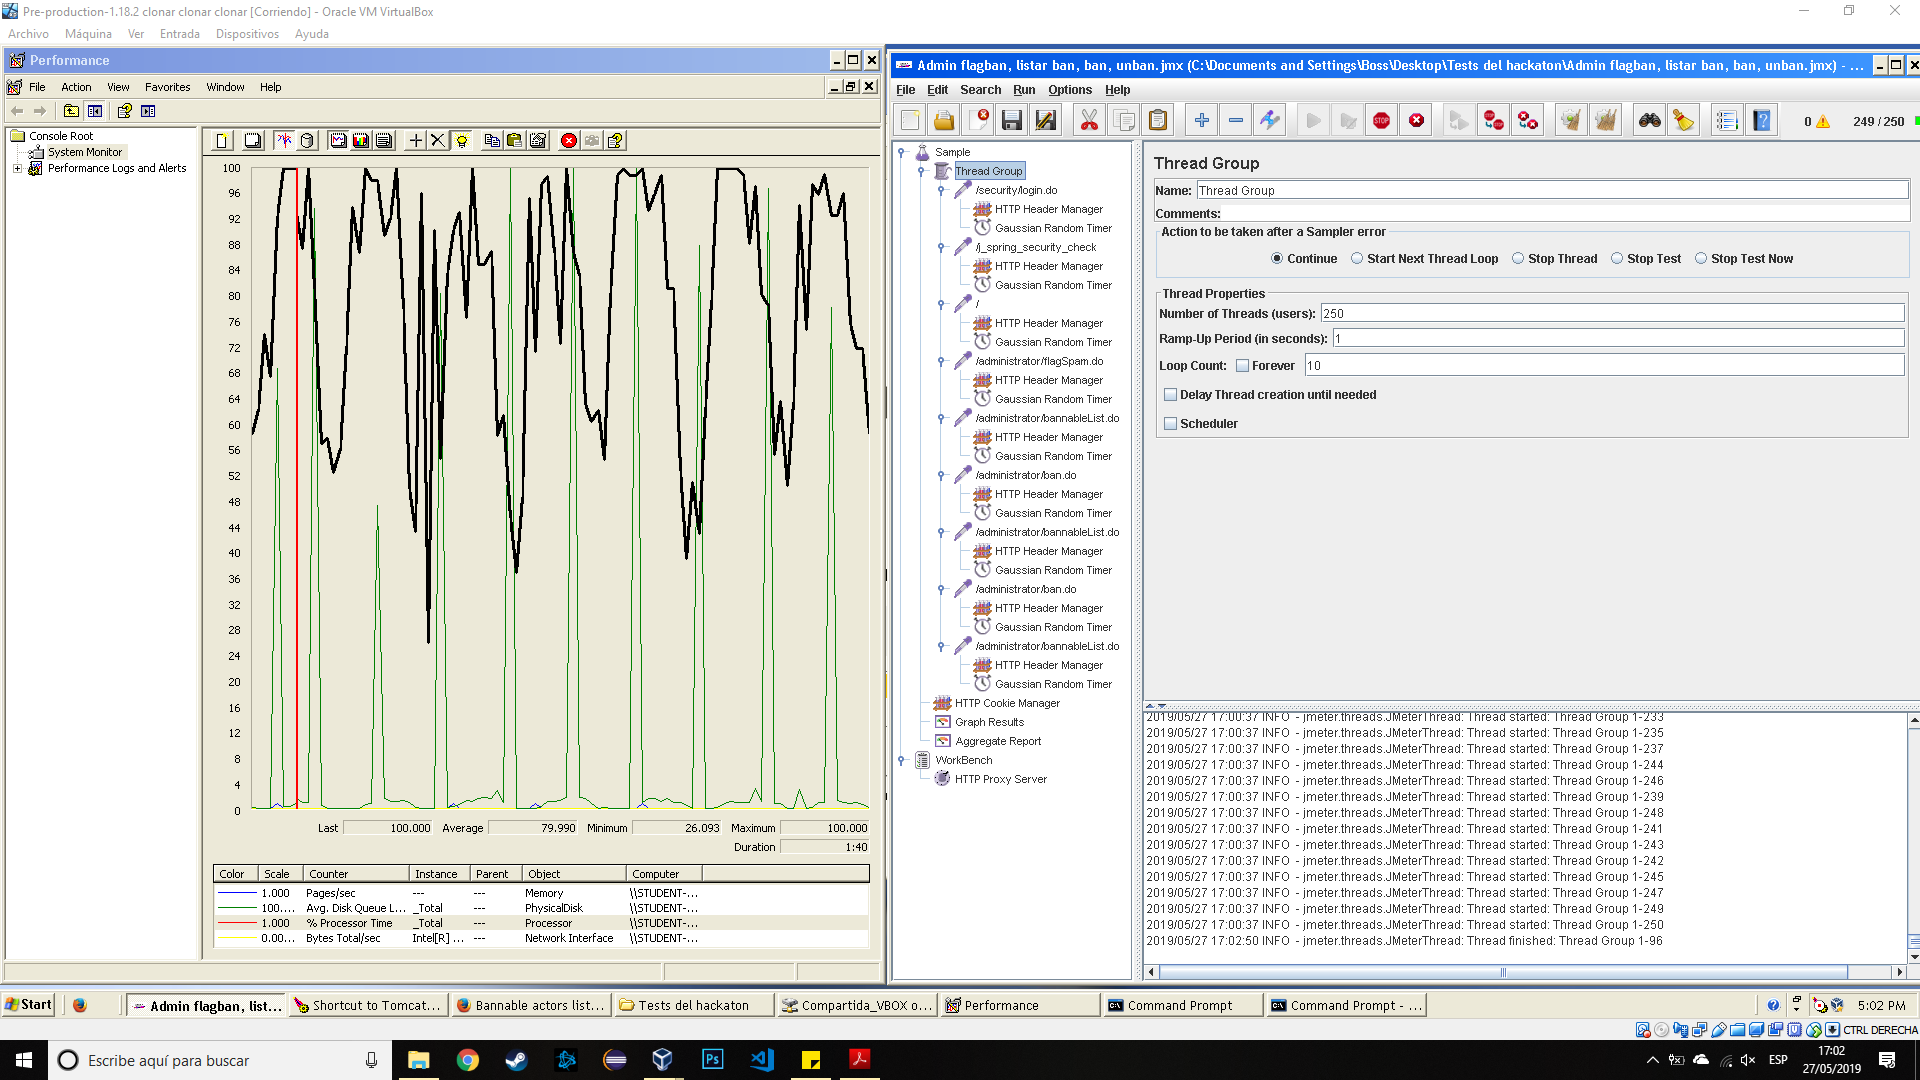 Pre-production-1.18.2 clonar clonar clonar [Corriendo] - Oracle VM VirtualBox
Archivo Máquina Ver Entrada Dispositivos Ayuda
Performance
File Action View Favorites Window Help
Console Root
System Monitor
Performance Logs and Alerts
100
96
92
88
84
80
76
72
68
64
60
56
52
48
44
40
36
32
28
24
20
16
12
8
4
0
Last 100.000 Average 79.990 Minimum 26.093 Maximum 100.000
Duration 1:40
Color Scale Counter Instance Parent Object Computer
1.000 Pages/sec --- --- Memory \\STUDENT-...
100.... Avg. Disk Queue L... _Total --- PhysicalDisk \\STUDENT-...
1.000 % Processor Time _Total --- Processor \\STUDENT-...
0.00... Bytes Total/sec Intel[R] ... --- Network Interface \\STUDENT-...
Admin flagban, listar ban, ban, unban.jmx (C:\Documents and Settings\Boss\Desktop\Tests del hackaton\Admin flagban, listar ban, ban, unban.jmx) - ...
File Edit Search Run Options Help
STOP
0 249 / 250
Sample
Thread Group
/security/login.do
HTTP Header Manager
Gaussian Random Timer
/j_spring_security_check
HTTP Header Manager
Gaussian Random Timer
/
HTTP Header Manager
Gaussian Random Timer
/administrator/flagSpam.do
HTTP Header Manager
Gaussian Random Timer
/administrator/bannableList.do
HTTP Header Manager
Gaussian Random Timer
/administrator/ban.do
HTTP Header Manager
Gaussian Random Timer
/administrator/bannableList.do
HTTP Header Manager
Gaussian Random Timer
/administrator/ban.do
HTTP Header Manager
Gaussian Random Timer
/administrator/bannableList.do
HTTP Header Manager
Gaussian Random Timer
HTTP Cookie Manager
Graph Results
Aggregate Report
WorkBench
HTTP Proxy Server
Thread Group
Name: Thread Group
Comments:
Action to be taken after a Sampler error
Continue Start Next Thread Loop Stop Thread Stop Test Stop Test Now
Thread Properties
Number of Threads (users): 250
Ramp-Up Period (in seconds): 1
Loop Count: Forever 10
Delay Thread creation until needed
Scheduler
2019/05/27 17:00:37 INFO - jmeter.threads.JMeterThread: Thread started: Thread Group 1-233
2019/05/27 17:00:37 INFO - jmeter.threads.JMeterThread: Thread started: Thread Group 1-235
2019/05/27 17:00:37 INFO - jmeter.threads.JMeterThread: Thread started: Thread Group 1-237
2019/05/27 17:00:37 INFO - jmeter.threads.JMeterThread: Thread started: Thread Group 1-244
2019/05/27 17:00:37 INFO - jmeter.threads.JMeterThread: Thread started: Thread Group 1-246
2019/05/27 17:00:37 INFO - jmeter.threads.JMeterThread: Thread started: Thread Group 1-239
2019/05/27 17:00:37 INFO - jmeter.threads.JMeterThread: Thread started: Thread Group 1-248
2019/05/27 17:00:37 INFO - jmeter.threads.JMeterThread: Thread started: Thread Group 1-241
2019/05/27 17:00:37 INFO - jmeter.threads.JMeterThread: Thread started: Thread Group 1-243
2019/05/27 17:00:37 INFO - jmeter.threads.JMeterThread: Thread started: Thread Group 1-242
2019/05/27 17:00:37 INFO - jmeter.threads.JMeterThread: Thread started: Thread Group 1-245
2019/05/27 17:00:37 INFO - jmeter.threads.JMeterThread: Thread started: Thread Group 1-247
2019/05/27 17:00:37 INFO - jmeter.threads.JMeterThread: Thread started: Thread Group 1-249
2019/05/27 17:00:37 INFO - jmeter.threads.JMeterThread: Thread started: Thread Group 1-250
2019/05/27 17:02:50 INFO - jmeter.threads.JMeterThread: Thread finished: Thread Group 1-96
Start Admin flagban, list... Shortcut to Tomcat... Bannable actors list... Tests del hackaton Compartida_VBOX o... Performance Command Prompt Command Prompt - ... 5:02 PM
CTRL DERECHA
Escribe aquí para buscar
Ps
ESP
17:02
27/05/2019